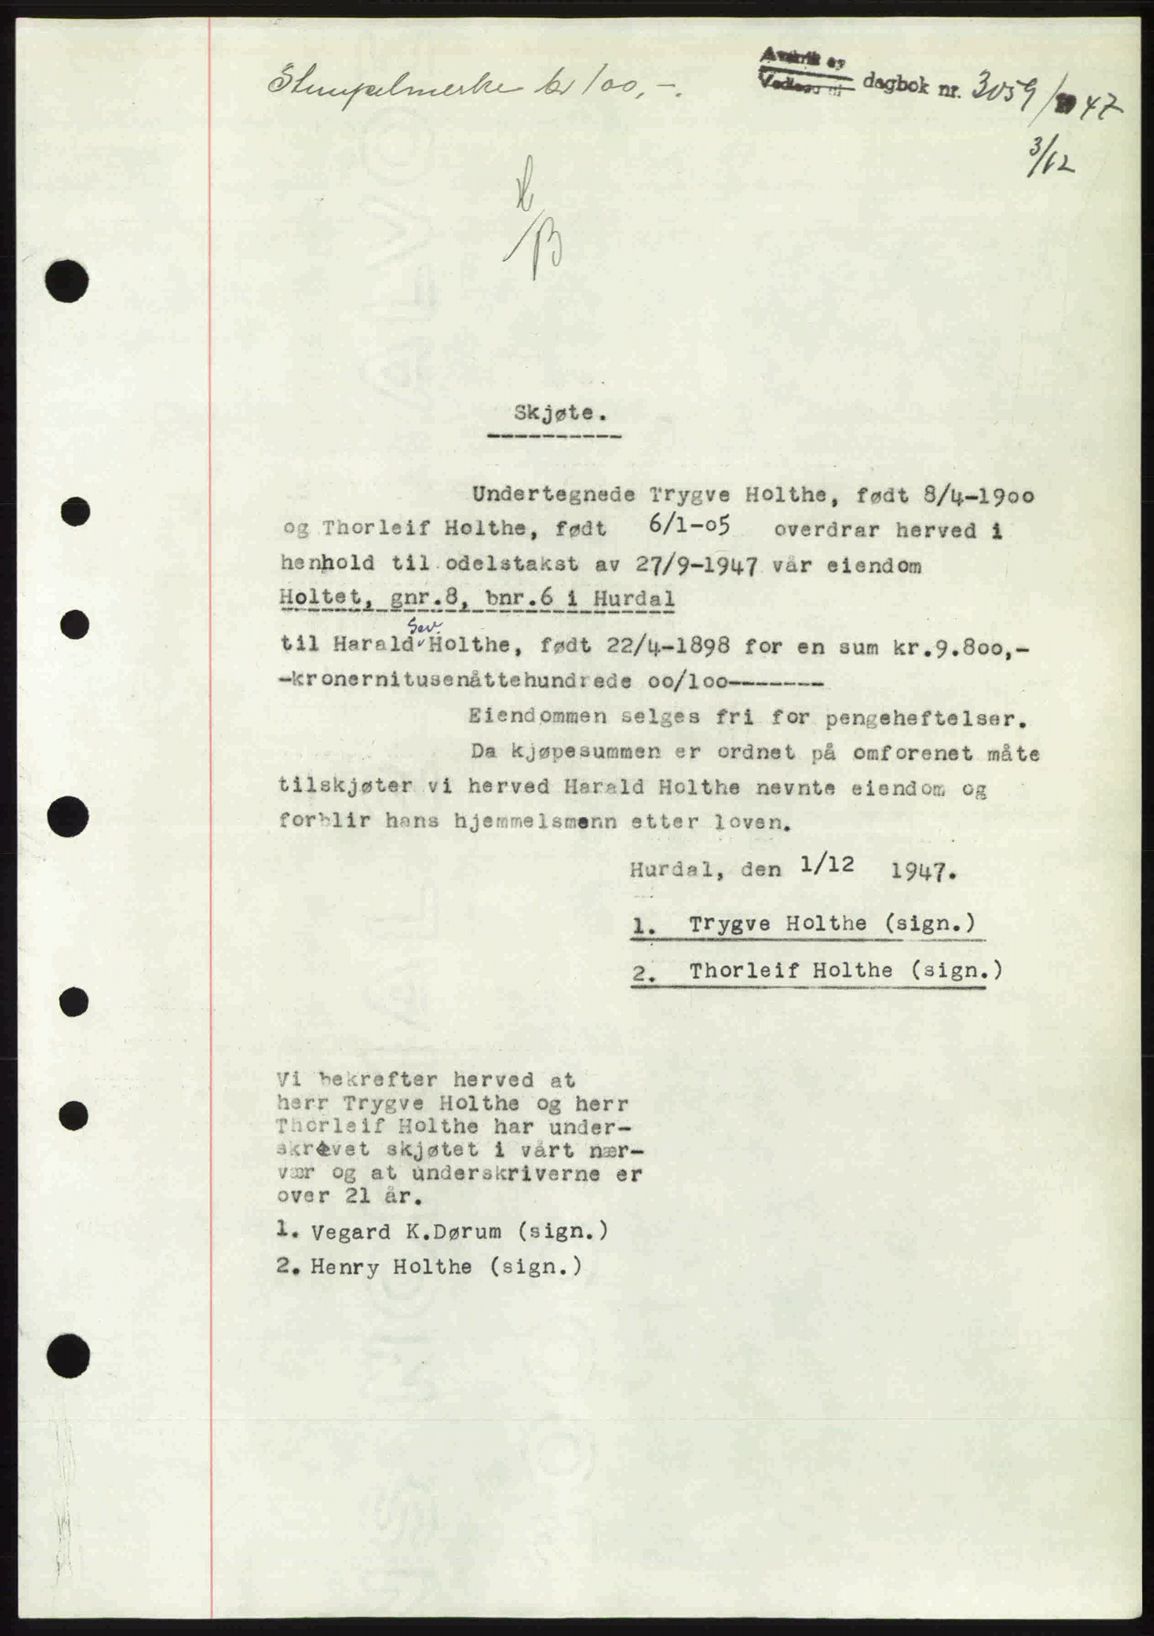 Stempelmerke kr 100,-.
Avskrift av
Vedlegg til dagbok nr. 3059/1947
3/12
H/B
Skjøte.
Undertegnede Trygve Holthe, født 8/4-1900
og Thorleif Holthe, født 6/1-05 overdrar herved i
henhold til odelstakst av 27/9-1947 vår eiendom
Holtet, gnr.8, bnr.6 i Hurdal
Sev.
til Harald Holthe, født 22/4-1898 for en sum kr.9.800,-
-kronernitusenåttehundrede 00/100-------
Eiendommen selges fri for pengeheftelser.
Da kjøpesummen er ordnet på omforenet måte
tilskjøter vi herved Harald Holthe nevnte eiendom og
forblir hans hjemmelsmenn etter loven.
Hurdal, den 1/12 1947.
1. Trygve Holthe (sign.)
2. Thorleif Holthe (sign.)
Vi bekrefter herved at
herr Trygve Holthe og herr
Thorleif Holthe har under-
skrevet skjøtet i vårt nær-
vær og at underskriverne er
over 21 år.
1. Vegard K.Dørum (sign.)
2. Henry Holthe (sign.)